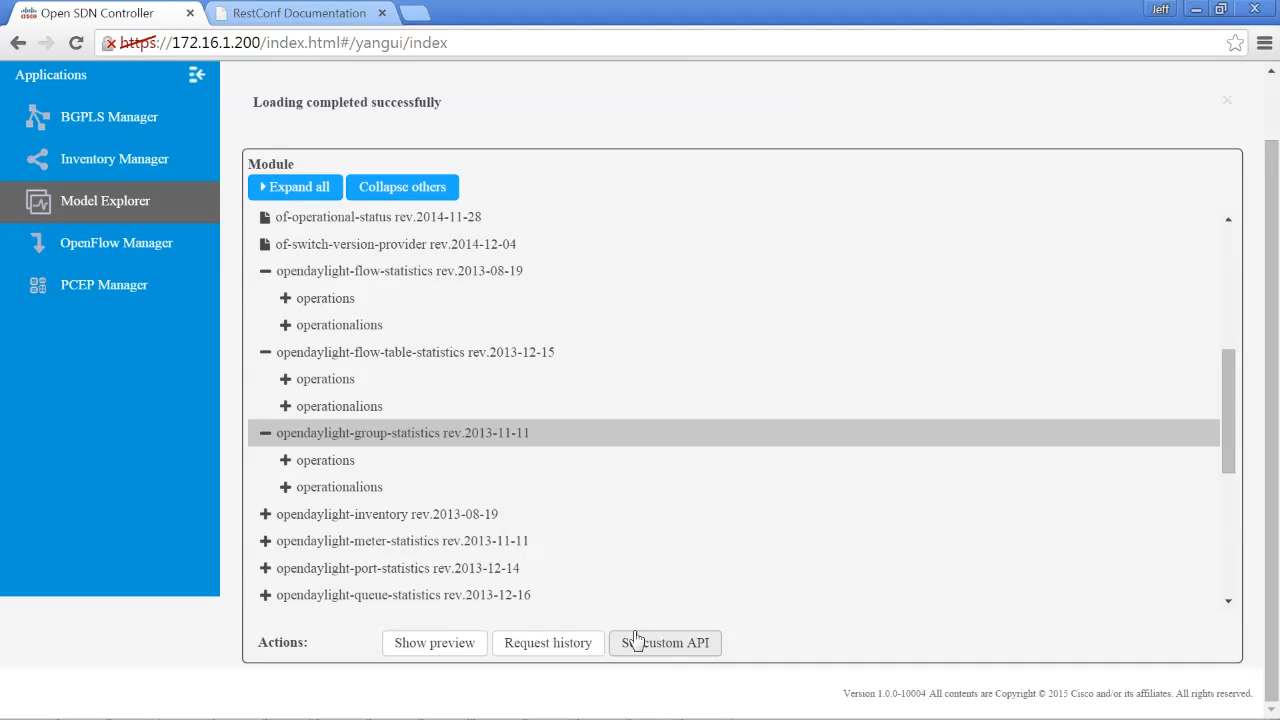 Open SDN Controller
RestConf Documentation
Jeff
https://172.16.1.200/index.html#/yangui/index
Applications
BGPLS Manager
Inventory Manager
Model Explorer
OpenFlow Manager
PCEP Manager
Loading completed successfully
Module
Expand all
Collapse others
of-operational-status rev.2014-11-28
of-switch-version-provider rev.2014-12-04
opendaylight-flow-statistics rev.2013-08-19
operations
operationalions
opendaylight-flow-table-statistics rev.2013-12-15
operations
operationalions
opendaylight-group-statistics rev.2013-11-11
operations
operationalions
opendaylight-inventory rev.2013-08-19
opendaylight-meter-statistics rev.2013-11-11
opendaylight-port-statistics rev.2013-12-14
opendaylight-queue-statistics rev.2013-12-16
Actions:
Show preview
Request history
custom API
Version 1.0.0-10004 All contents are Copyright © 2015 Cisco and/or its affiliates. All rights reserved.